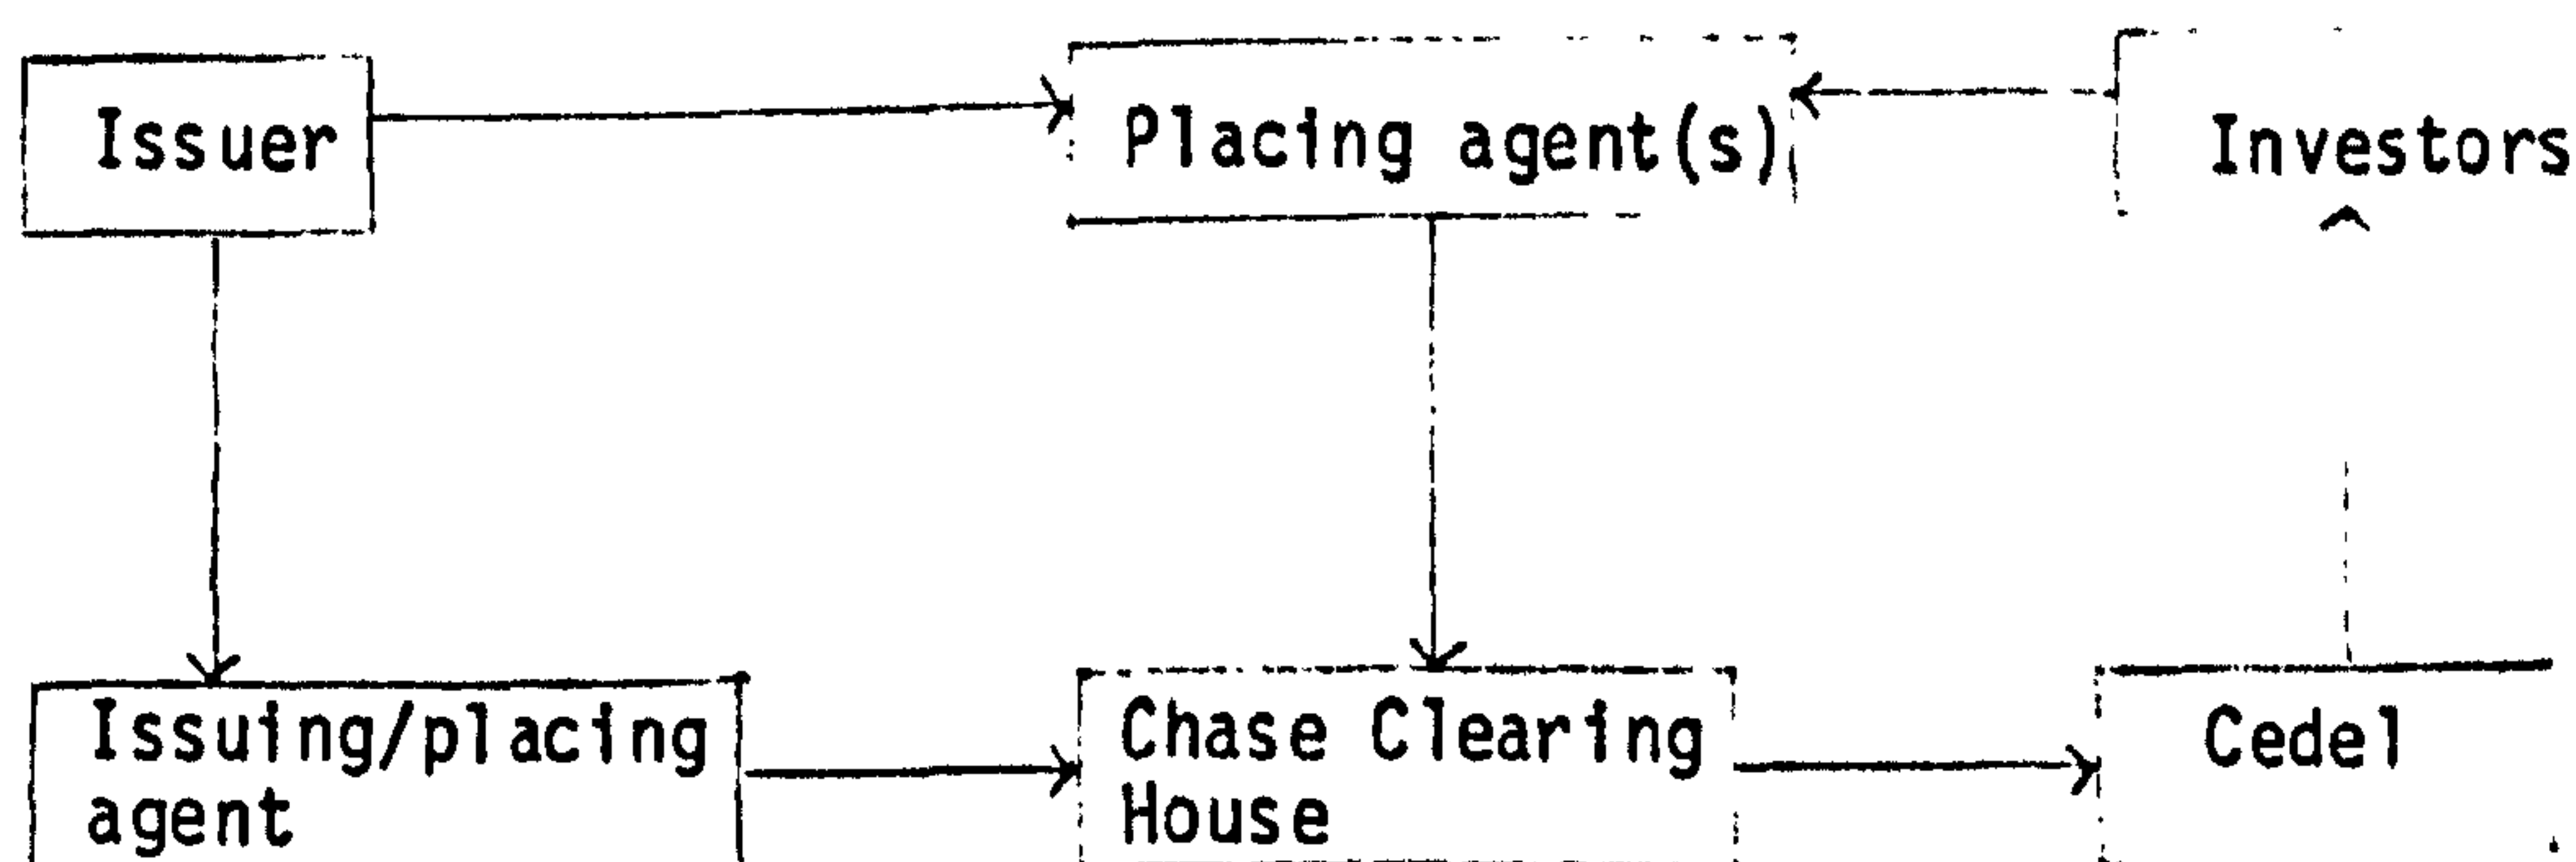 Issuer
Placing agent(s)
Investors
Issuing/placing
agent
Chase Clearing
House
Cedel